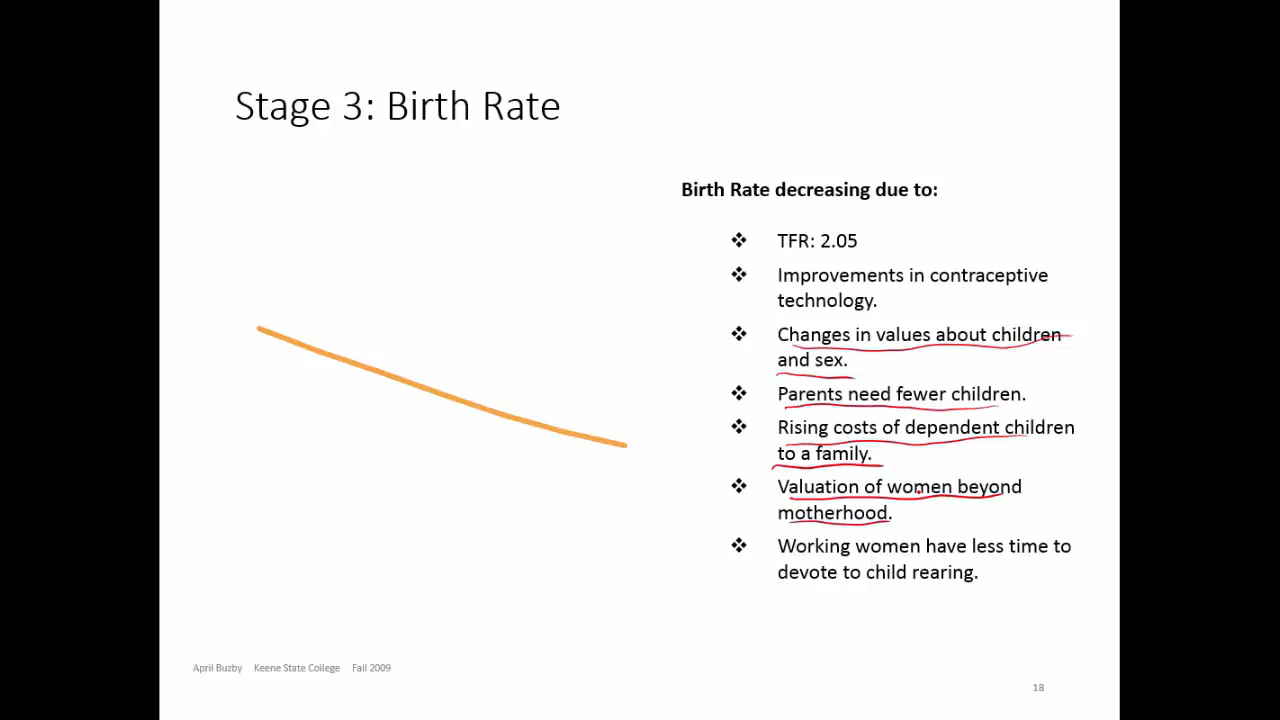 Stage 3: Birth Rate
Birth Rate decreasing due to:
❖ TFR: 2.05
❖ Improvements in contraceptive
technology.
❖ Changes in values about children
and sex.
❖ Parents need fewer children.
❖ Rising costs of dependent children
to a family.
❖ Valuation of women beyond
motherhood.
❖ Working women have less time to
devote to child rearing.
April Buzby Keene State College Fall 2009
18